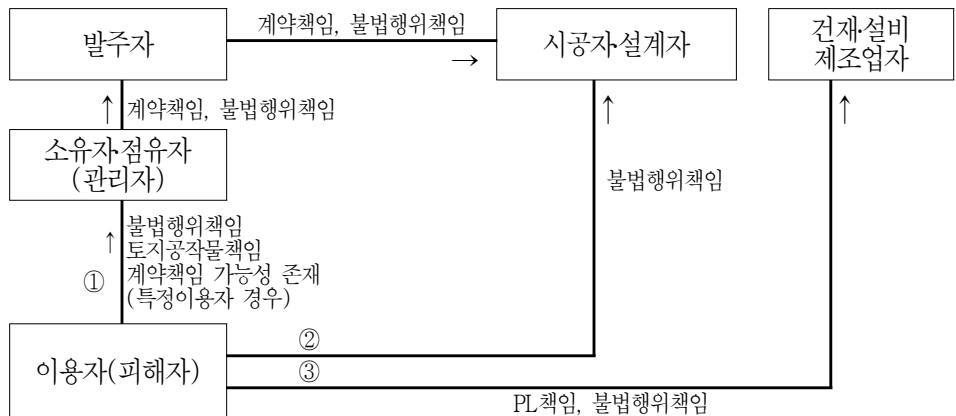 계약책임, 불법행위책임
발주자
→
시공자·설계자
건재·설비
제조업자
↑ 계약책임, 불법행위책임
↑
↑
소유자·점유자
(관리자)
불법행위책임
불법행위책임
↑ 토지공작물책임
① 계약책임 가능성 존재
(특정이용자 경우)
②
이용자(피해자)
③
PL책임, 불법행위책임